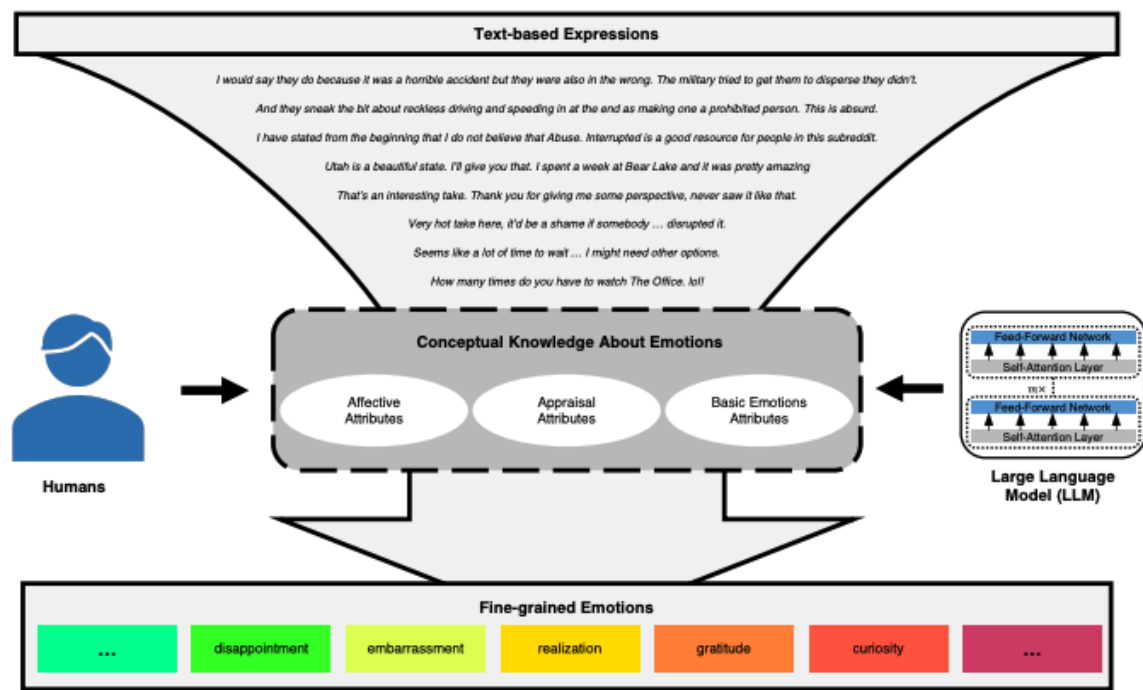 Text-based Expressions
I would say they do because it was a horrible accident but they were also in the wrong. The military tried to get them to disperse they didn't.
And they sneak the bit about reckless driving and speeding in at the end as making one a prohibited person. This is absurd.
I have stated from the beginning that I do not believe that Abuse. Interrupted is a good resource for people in this subreddit.
Utah is a beautiful state. I'll give you that. I spent a week at Bear Lake and it was pretty amazing
That's an interesting take. Thank you for giving me some perspective, never saw it like that.
Very hot take here, it'd be a shame if somebody … disrupted it.
Seems like a lot of time to wait … I might need other options.
How many times do you have to watch The Office. lol!
Conceptual Knowledge About Emotions
Affective
Attributes
Appraisal
Attributes
Basic Emotions
Attributes
Humans
Feed-Forward Network
Self-Attention Layer
m×
Feed-Forward Network
Self-Attention Layer
Large Language
Model (LLM)
Fine-grained Emotions
...
disappointment
embarrassment
realization
gratitude
curiosity
...